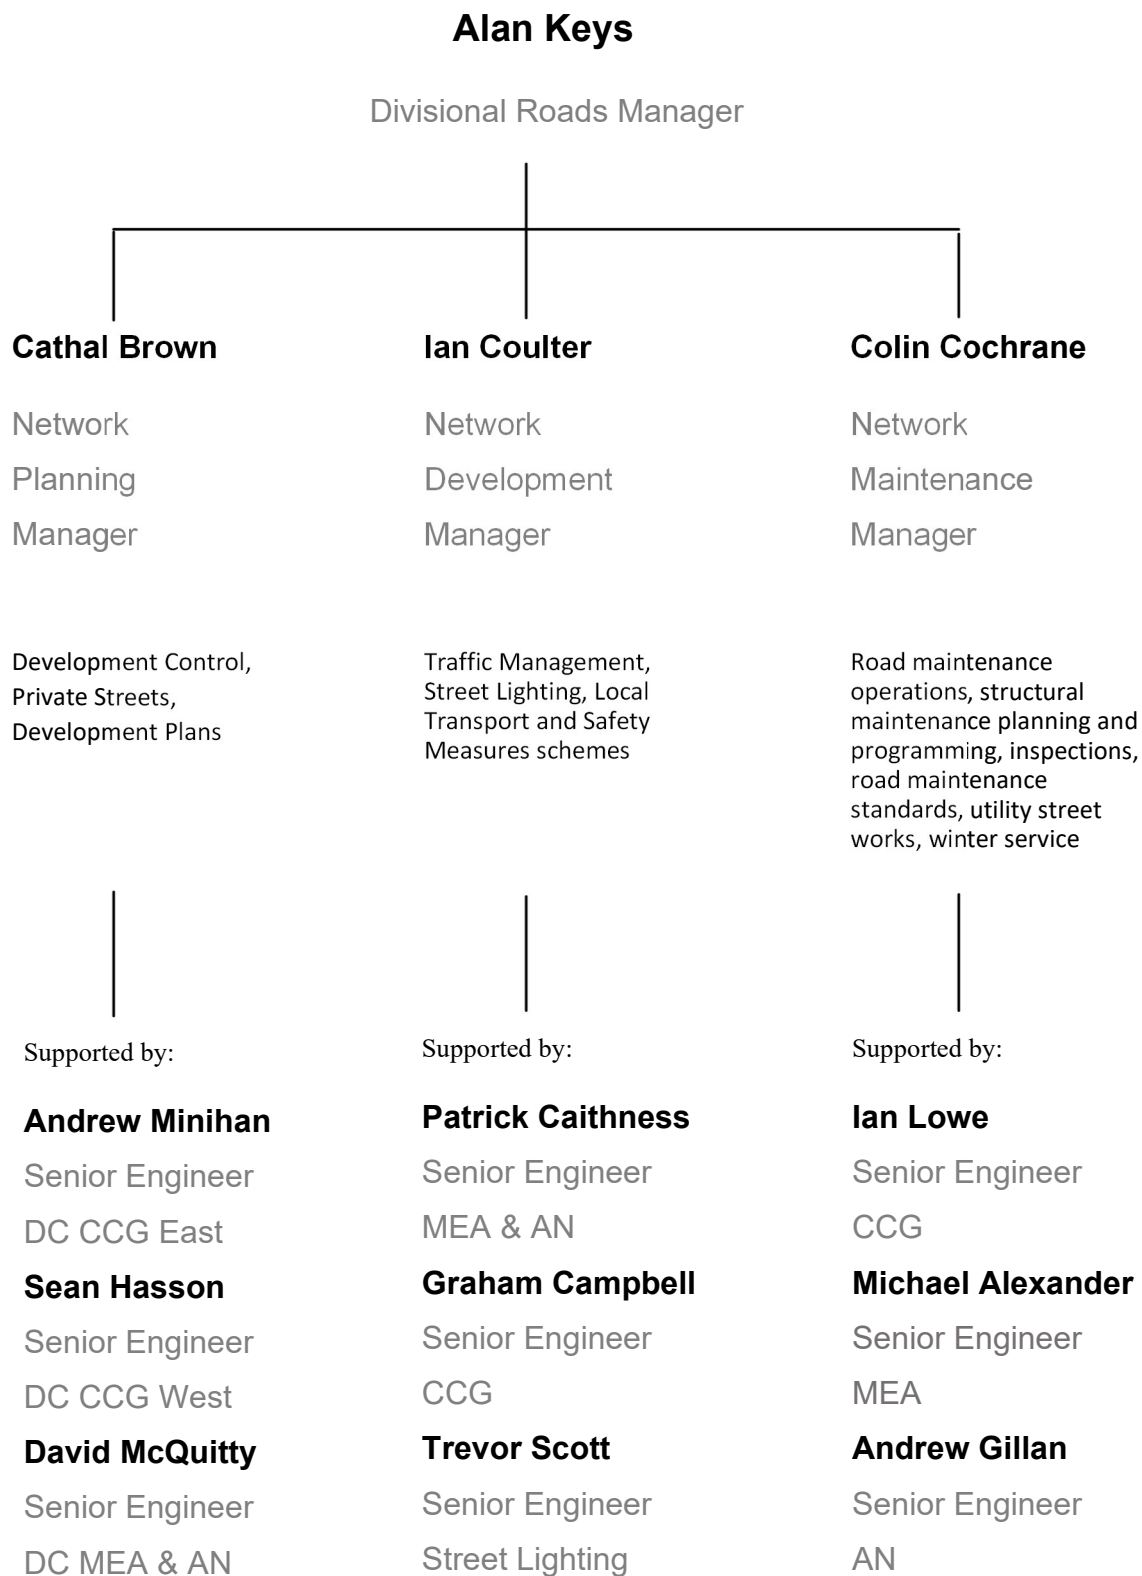 Alan Keys
Divisional Roads Manager
Cathal Brown
Network
Planning
Manager
Development Control,
Private Streets,
Development Plans
Supported by:
Andrew Minihan
Senior Engineer
DC CCG East
Sean Hasson
Senior Engineer
DC CCG West
David McQuitty
Senior Engineer
DC MEA & AN
Ian Coulter
Network
Development
Manager
Traffic Management,
Street Lighting, Local
Transport and Safety
Measures schemes
Supported by:
Patrick Caithness
Senior Engineer
MEA & AN
Graham Campbell
Senior Engineer
CCG
Trevor Scott
Senior Engineer
Street Lighting
Colin Cochrane
Network
Maintenance
Manager
Road maintenance
operations, structural
maintenance planning and
programming, inspections,
road maintenance
standards, utility street
works, winter service
Supported by:
Ian Lowe
Senior Engineer
CCG
Michael Alexander
Senior Engineer
MEA
Andrew Gillan
Senior Engineer
AN